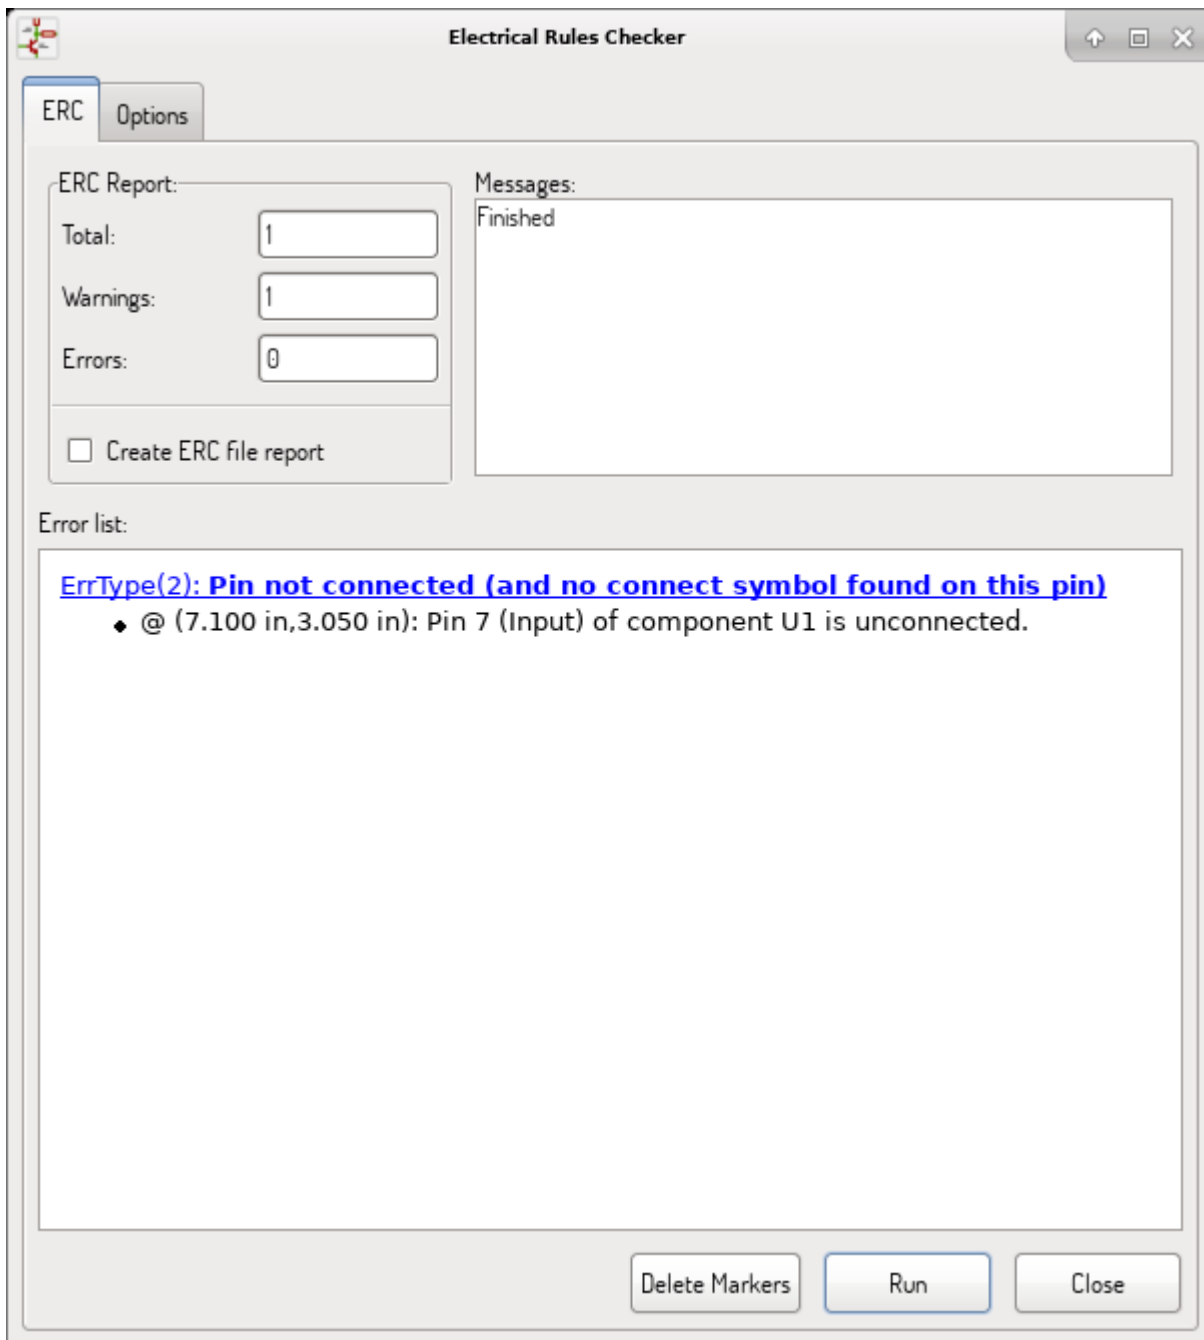 Electrical Rules Checker
ERC
Options
ERC Report:
Total:
1
Warnings:
1
Errors:
0
Create ERC file report
Messages:
Finished
Error list:
ErrType(2): Pin not connected (and no connect symbol found on this pin)
@ (7.100 in,3.050 in): Pin 7 (Input) of component U1 is unconnected.
Delete Markers
Run
Close